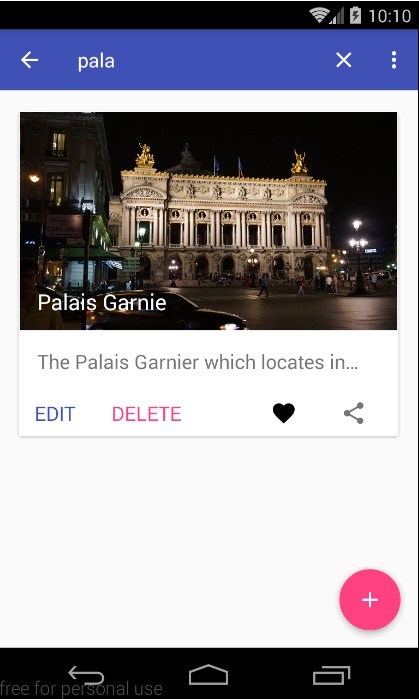 10:10
pala
Palais Garnie
The Palais Garnier which locates in...
EDIT DELETE
free for personal use